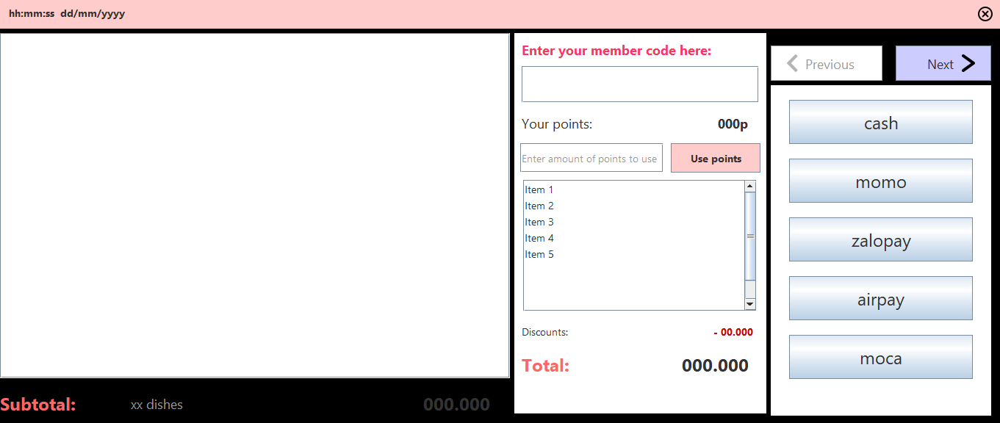 hh:mm:ss dd/mm/yyyy
Enter your member code here:
Your points: 000p
Enter amount of points to use
Use points
Item 1
Item 2
Item 3
Item 4
Item 5
Discounts: - 00.000
Total: 000.000
Previous
Next
cash
momo
zalopay
airpay
moca
Subtotal: xx dishes 000.000